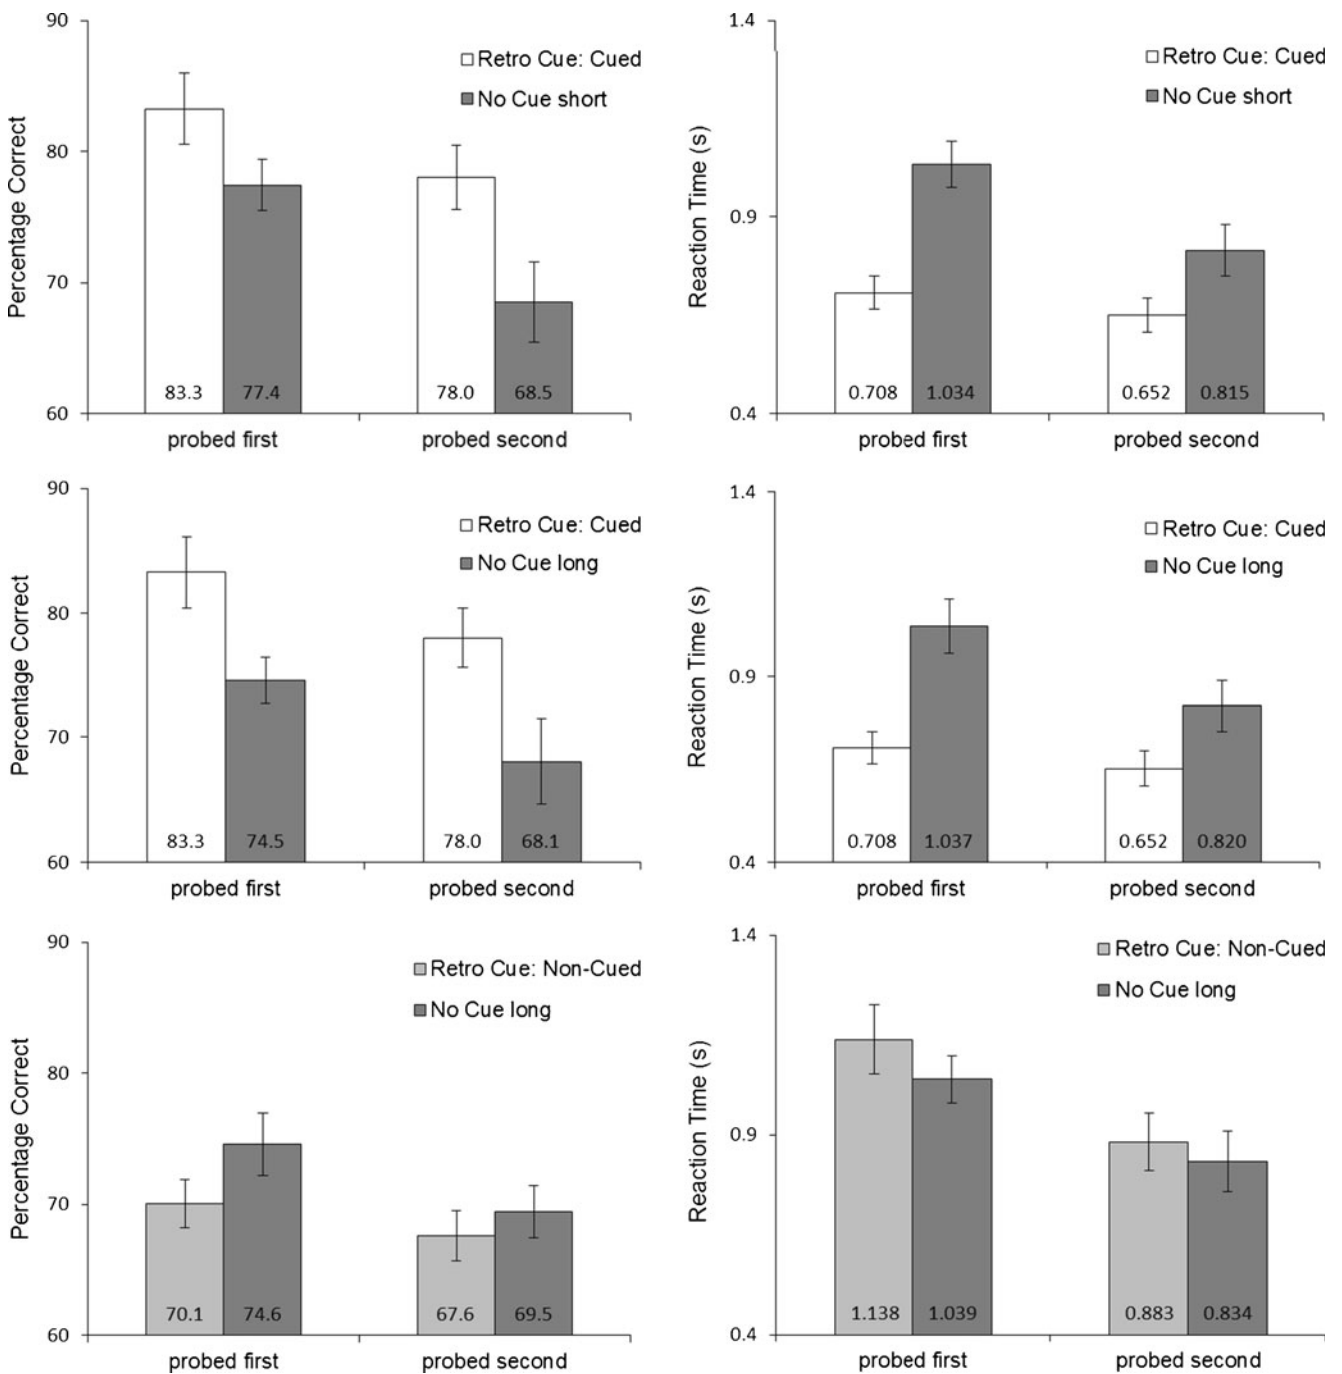 Percentage Correct
90
80
70
60
Retro Cue: Cued
No Cue short
83.3
77.4
78.0
68.5
probed first
probed second
Reaction Time (s)
1.4
0.9
0.4
Retro Cue: Cued
No Cue short
0.708
1.034
0.652
0.815
probed first
probed second
Percentage Correct
90
80
70
60
Retro Cue: Cued
No Cue long
83.3
74.5
78.0
68.1
probed first
probed second
Reaction Time (s)
1.4
0.9
0.4
Retro Cue: Cued
No Cue long
0.708
1.037
0.652
0.820
probed first
probed second
Percentage Correct
90
80
70
60
Retro Cue: Non-Cued
No Cue long
70.1
74.6
67.6
69.5
probed first
probed second
Reaction Time (s)
1.4
0.9
0.4
Retro Cue: Non-Cued
No Cue long
1.138
1.039
0.883
0.834
probed first
probed second